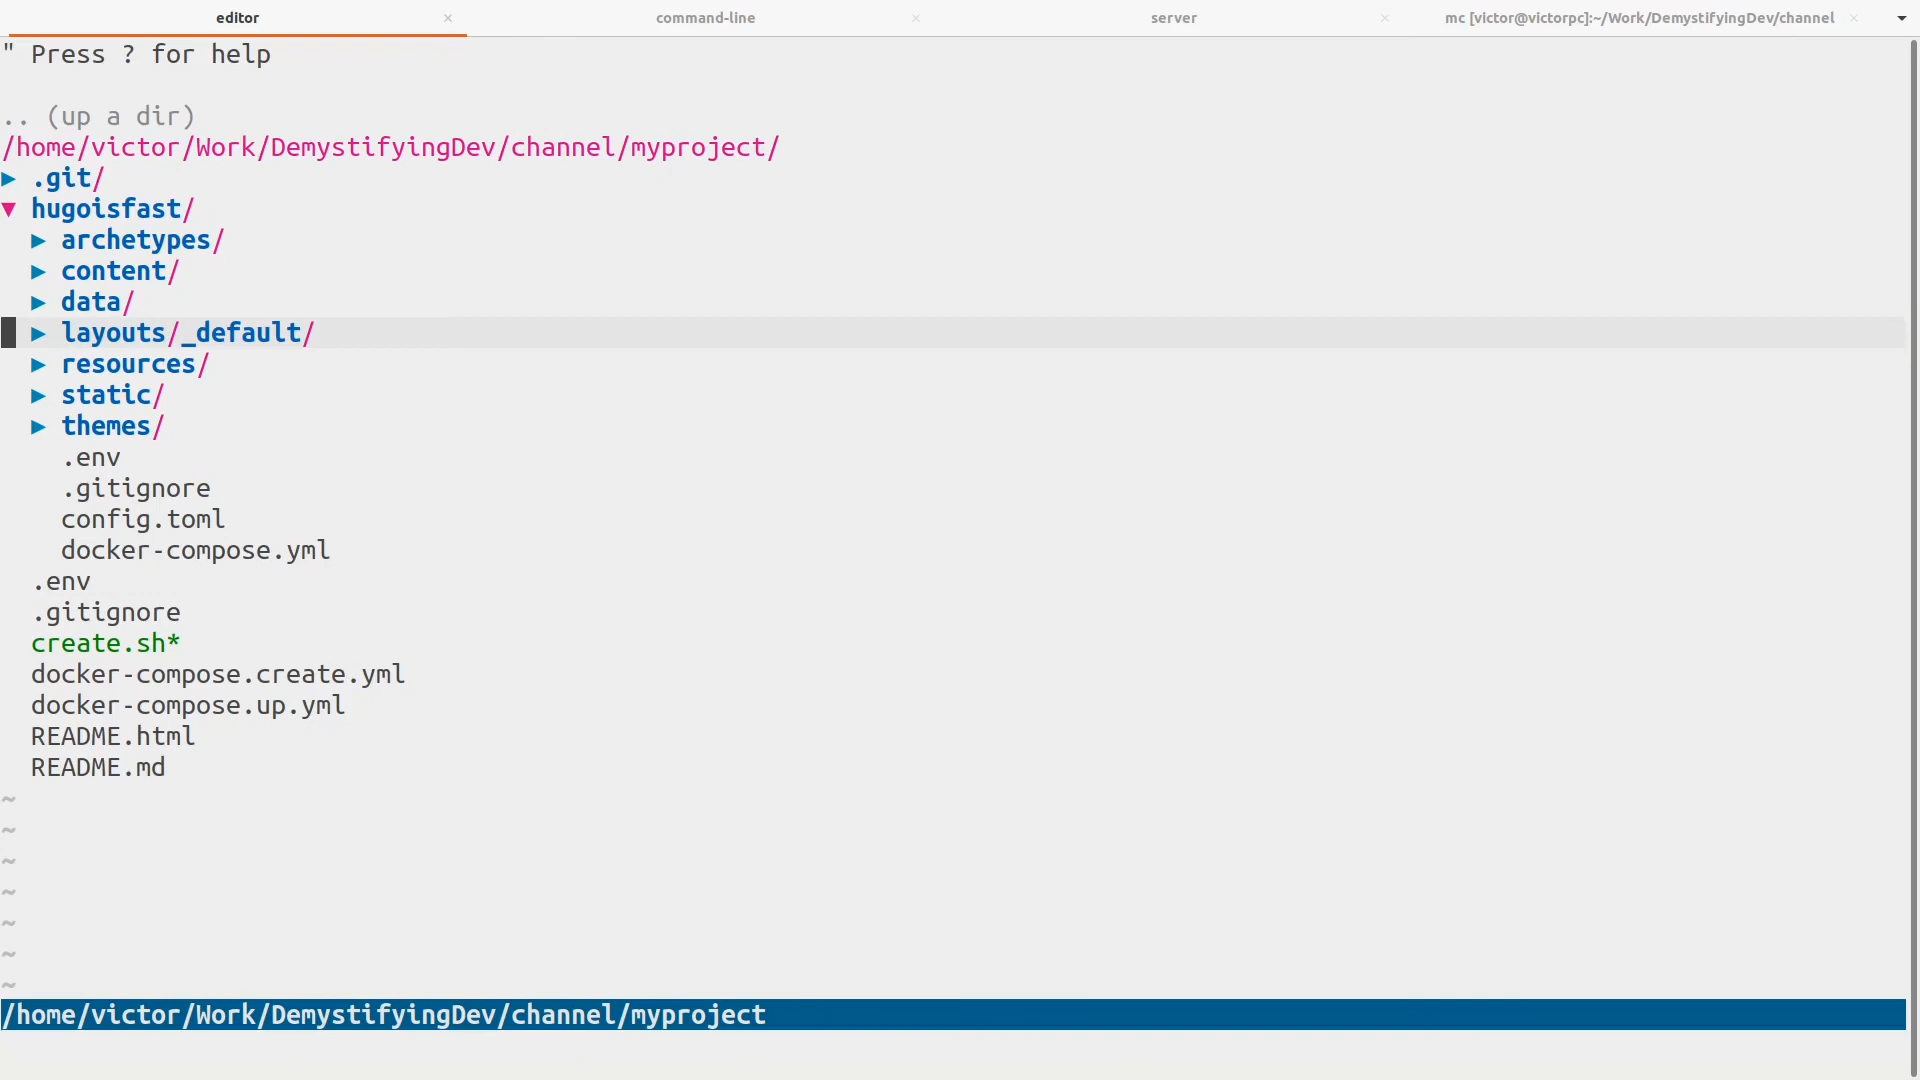 editor × command-line × server × mc [victor@victorpc]:~/Work/DemystifyingDev/channel ×
" Press ? for help
.. (up a dir)
/home/victor/Work/DemystifyingDev/channel/myproject/
▶ .git/
▼ hugoisfast/
▶ archetypes/
▶ content/
▶ data/
▶ layouts/_default/
▶ resources/
▶ static/
▶ themes/
.env
.gitignore
config.toml
docker-compose.yml
.env
.gitignore
create.sh*
docker-compose.create.yml
docker-compose.up.yml
README.html
README.md
~
~
~
~
~
~
~
/home/victor/Work/DemystifyingDev/channel/myproject